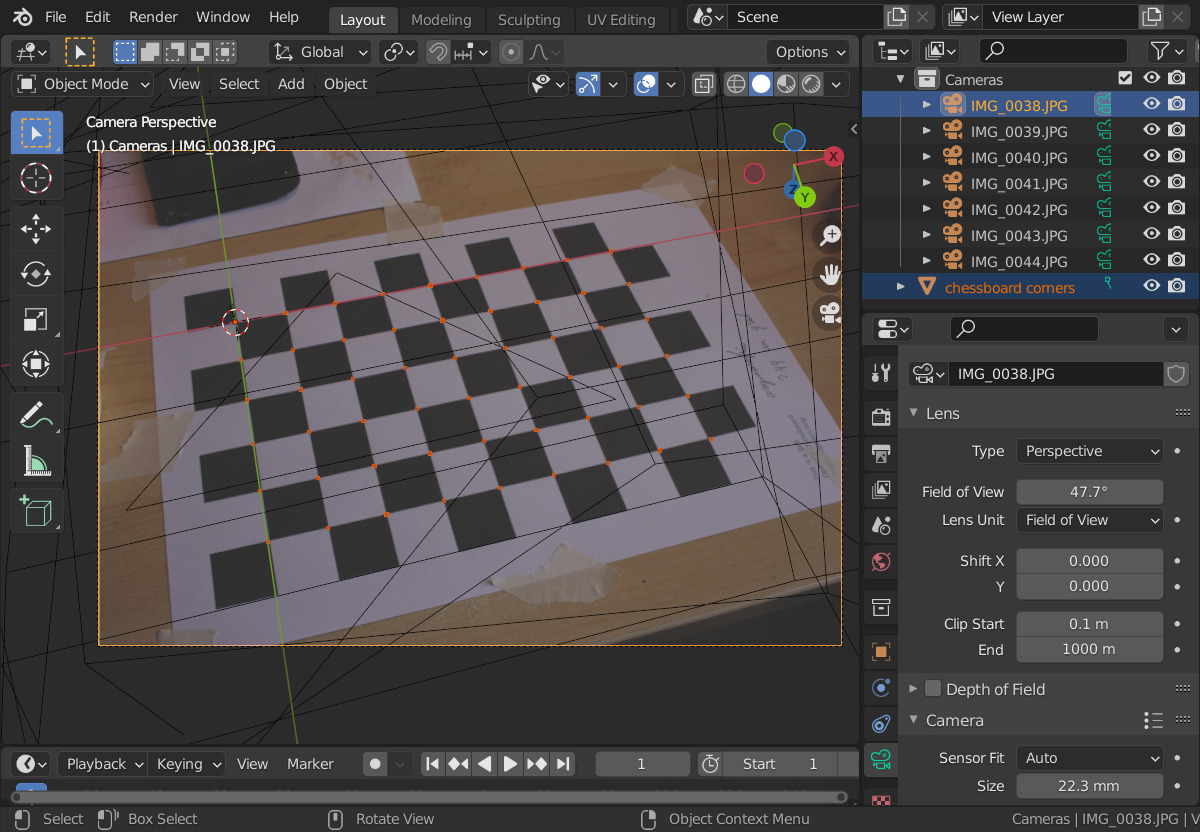 File Edit Render Window Help Layout Modeling Sculpting UV Editing Scene View Layer
Global Options
Object Mode View Select Add Object
Camera Perspective
(1) Cameras | IMG_0038.JPG
X
Y
Z
Cameras
IMG_0038.JPG
IMG_0039.JPG
IMG_0040.JPG
IMG_0041.JPG
IMG_0042.JPG
IMG_0043.JPG
IMG_0044.JPG
chessboard corners
IMG_0038.JPG
Lens
Type Perspective
Field of View 47.7°
Lens Unit Field of View
Shift X 0.000
Y 0.000
Clip Start 0.1 m
End 1000 m
Depth of Field
Camera
Sensor Fit Auto
Size 22.3 mm
Playback Keying View Marker 1 Start 1
Select Box Select Rotate View Object Context Menu Cameras | IMG_0038.JPG | V